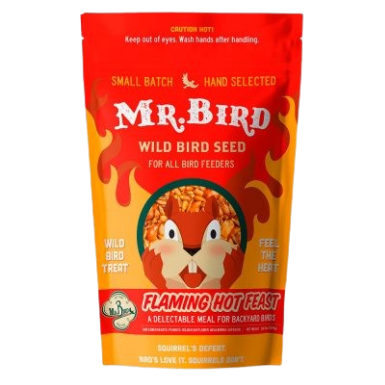 CAUTION HOT!
Keep out of eyes. Wash hands after handling.
SMALL BATCH HAND SELECTED
MR. BIRD
WILD BIRD SEED
FOR ALL BIRD FEEDERS
WILD
BIRD
TREAT
FEEL
THE
HEAT
FLAMING HOT FEAST
A DELECTABLE MEAL FOR BACKYARD BIRDS
MR. BIRD
SQUIRREL'S DEFEAT.
BIRD'S LOVE IT. SQUIRRELS DON'T.